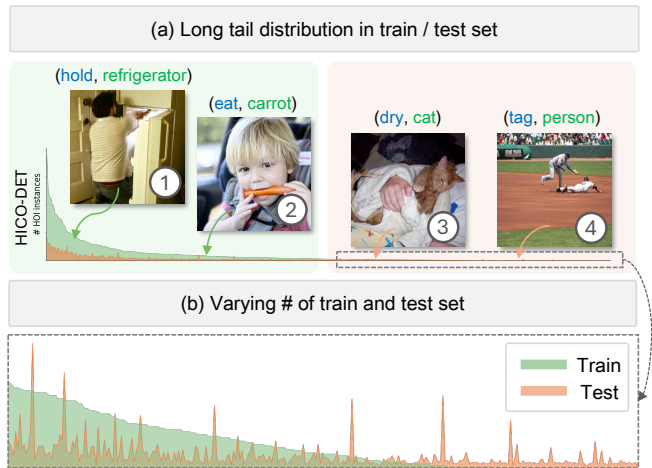 (a) Long tail distribution in train / test set
(hold, refrigerator)
(eat, carrot)
(dry, cat)
(tag, person)
1
2
3
4
HICO-DET
# HOI instances
(b) Varying # of train and test set
Train
Test